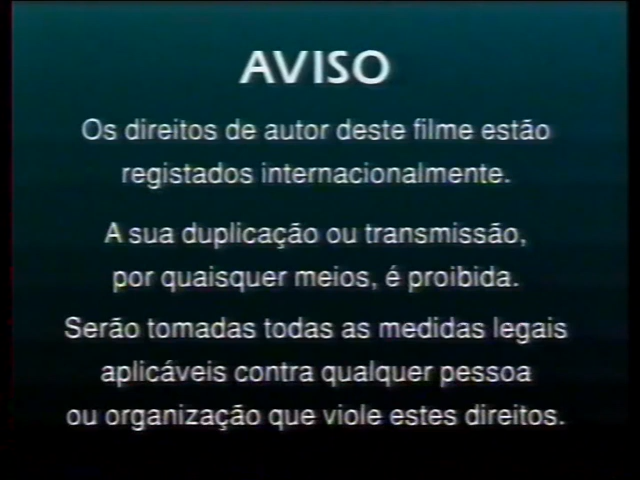 AVISO
Os direitos de autor deste filme estão
registados internacionalmente.
A sua duplicação ou transmissão,
por quaisquer meios, é proibida.
Serão tomadas todas as medidas legais
aplicáveis contra qualquer pessoa
ou organização que viole estes direitos.